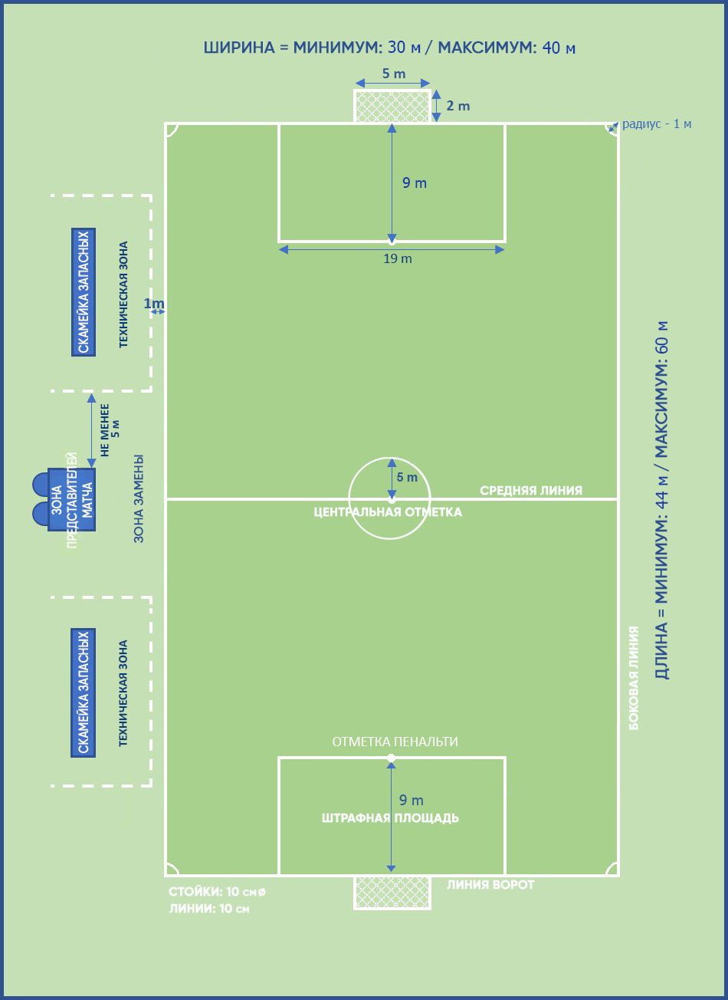 ШИРИНА = МИНИМУМ: 30 м / МАКСИМУМ: 40 м
5 m
2 m
радиус - 1 м
9 m
19 m
СКАМЕЙКА ЗАПАСНЫХ
ТЕХНИЧЕСКАЯ ЗОНА
1m
НЕ МЕНЕЕ
5 м
ЗОНА
ПРЕДСТАВИТЕЛЕЙ
МАТЧА
ЗОНА ЗАМЕНЫ
5 m
СРЕДНЯЯ ЛИНИЯ
ЦЕНТРАЛЬНАЯ ОТМЕТКА
ДЛИНА = МИНИМУМ: 44 м / МАКСИМУМ: 60 м
БОКОВАЯ ЛИНИЯ
СКАМЕЙКА ЗАПАСНЫХ
ТЕХНИЧЕСКАЯ ЗОНА
ОТМЕТКА ПЕНАЛЬТИ
9 m
ШТРАФНАЯ ПЛОЩАДЬ
ЛИНИЯ ВОРОТ
СТОЙКИ: 10 смø
ЛИНИИ: 10 см